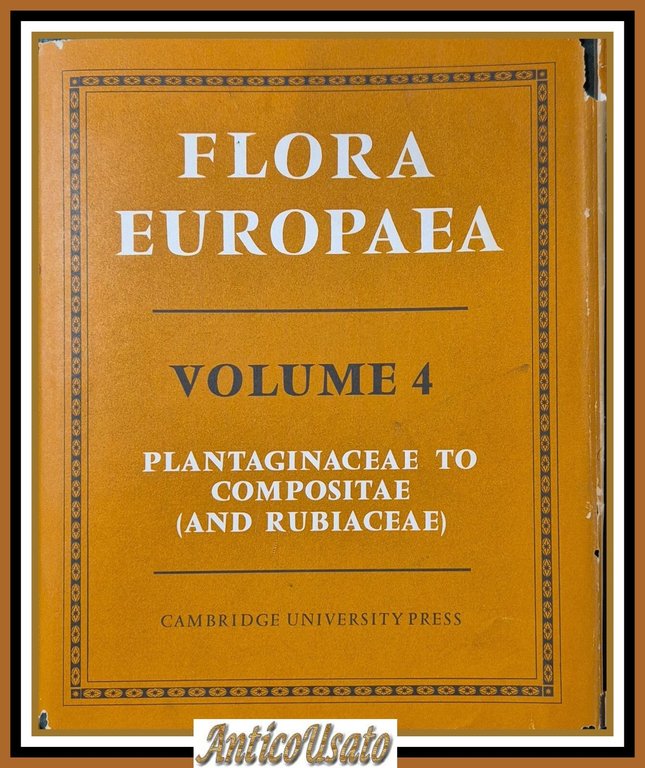 FLORA
EUROPAEA
VOLUME 4
PLANTAGINACEAE TO
COMPOSITAE
(AND RUBIACEAE)
CAMBRIDGE UNIVERSITY PRESS
AnticoUsato